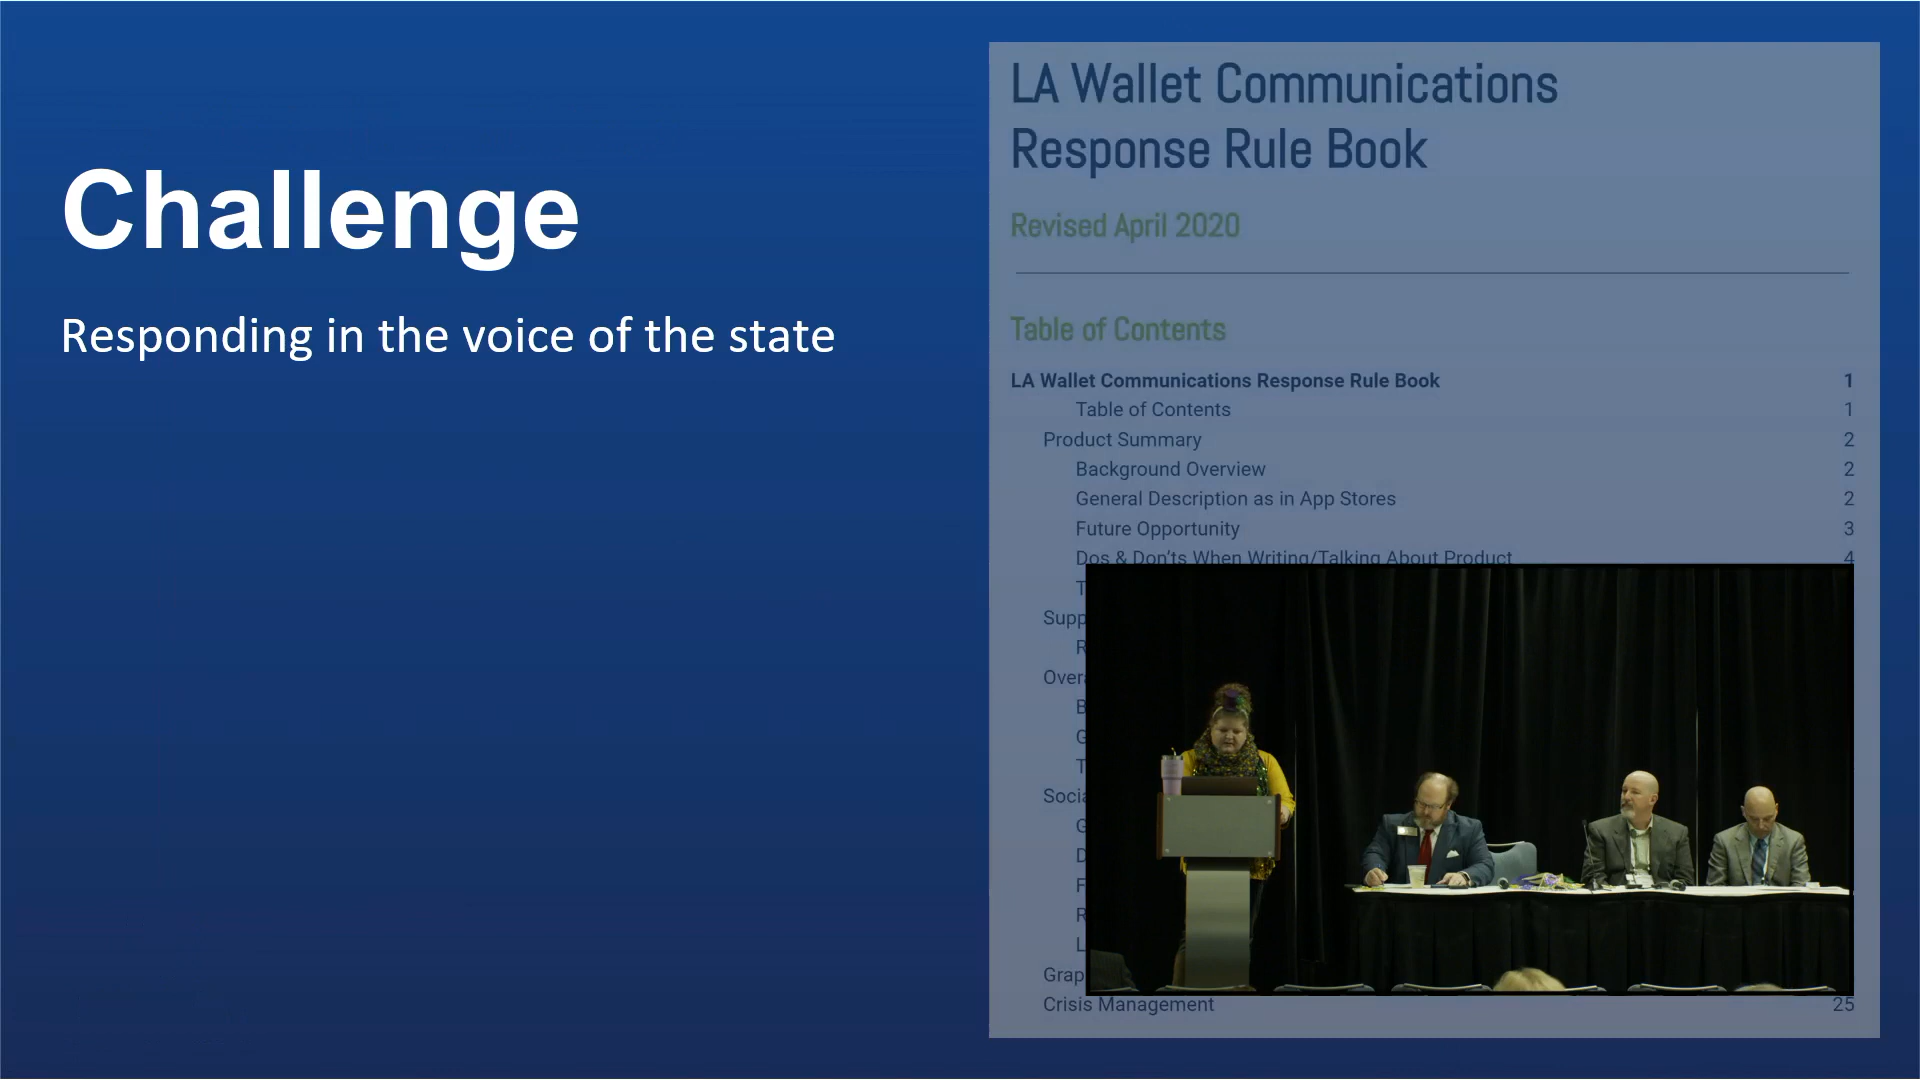 Challenge
Responding in the voice of the state
LA Wallet Communications
Response Rule Book
Revised April 2020
Table of Contents
LA Wallet Communications Response Rule Book 1
Table of Contents 1
Product Summary 2
Background Overview 2
General Description as in App Stores 2
Future Opportunity 3
Dos & Don'ts When Writing/Talking About Product 4
Crisis Management 25